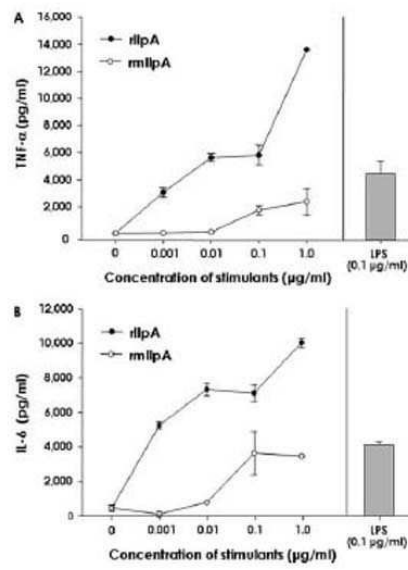 A
16,000
14,000
12,000
10,000
8,000
6,000
4,000
2,000
0
TNF-α (pg/ml)
rIlpA
rmIlpA
0 0.001 0.01 0.1 1.0
Concentration of stimulants (µg/ml)
LPS
(0.1 µg/ml)
B
10,000
8,000
6,000
4,000
2,000
0
IL-6 (pg/ml)
rIlpA
rmIlpA
0 0.001 0.01 0.1 1.0
Concentration of stimulants (µg/ml)
LPS
(0.1 µg/ml)